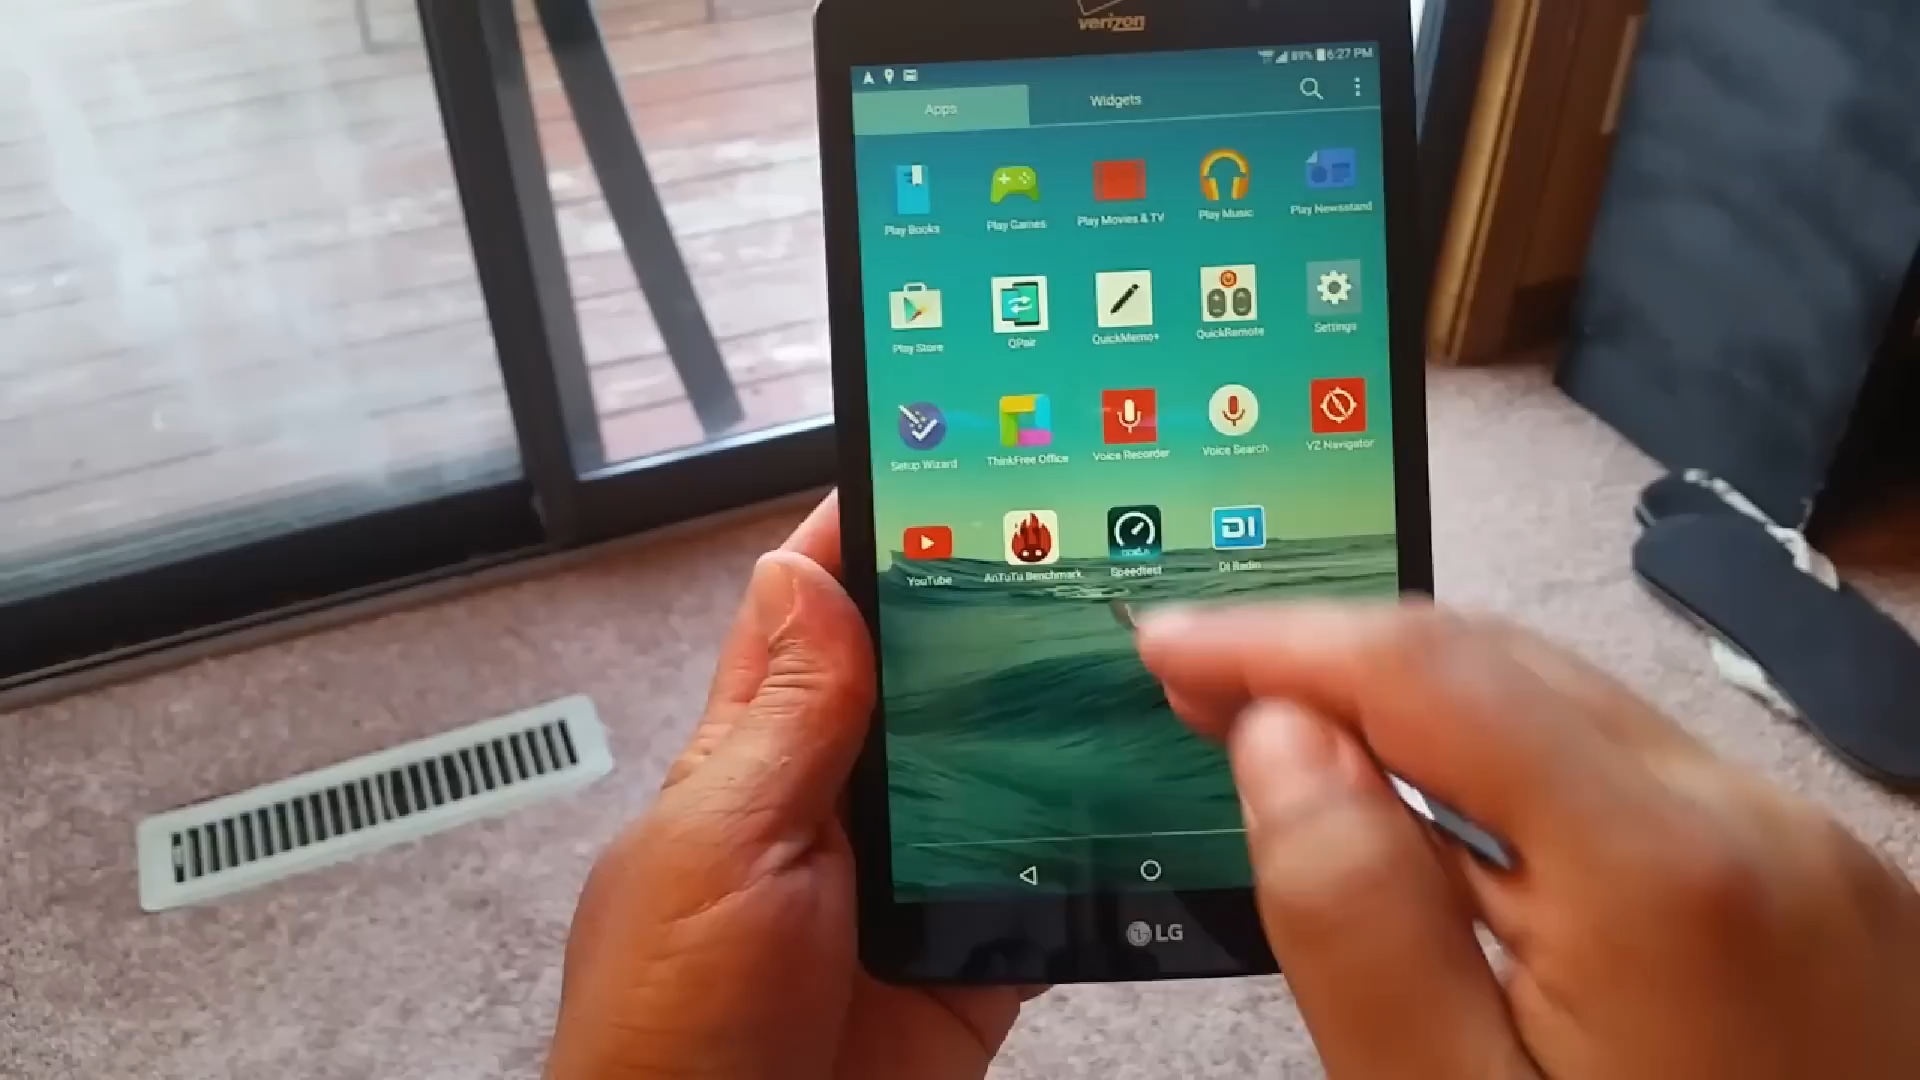 verizon
89% 6:27 PM
Apps Widgets
Play Books Play Games Play Movies & TV Play Music Play Newsstand
Play Store QPair QuickMemo+ QuickRemote Settings
Setup Wizard ThinkFree Office Voice Recorder Voice Search VZ Navigator
DI
YouTube AnTuTu Benchmark Speedtest DI Radio
LG